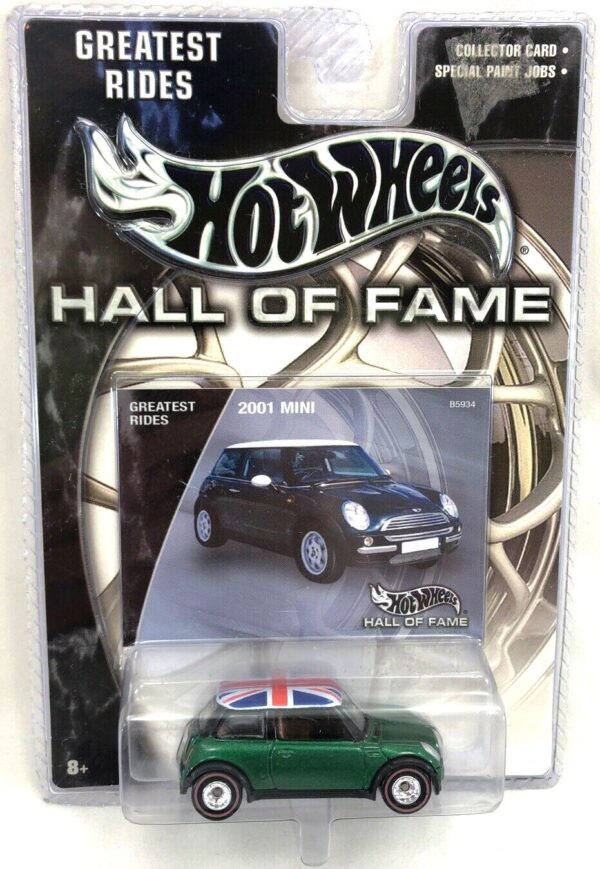 GREATEST
RIDES
COLLECTOR CARD •
SPECIAL PAINT JOBS •
HOT WHEELS
®
HALL OF FAME
GREATEST
RIDES
2001 MINI
B5934
HOT WHEELS ®
HALL OF FAME
8+